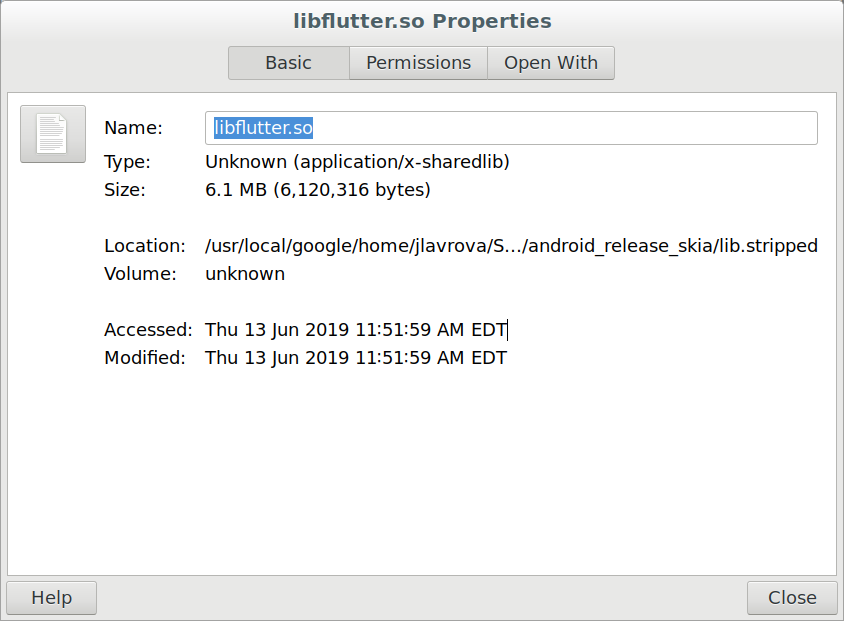 libflutter.so Properties
Basic Permissions Open With
Name: libflutter.so
Type: Unknown (application/x-sharedlib)
Size: 6.1 MB (6,120,316 bytes)
Location: /usr/local/google/home/jlavrova/S.../android_release_skia/lib.stripped
Volume: unknown
Accessed: Thu 13 Jun 2019 11:51:59 AM EDT
Modified: Thu 13 Jun 2019 11:51:59 AM EDT
Help Close